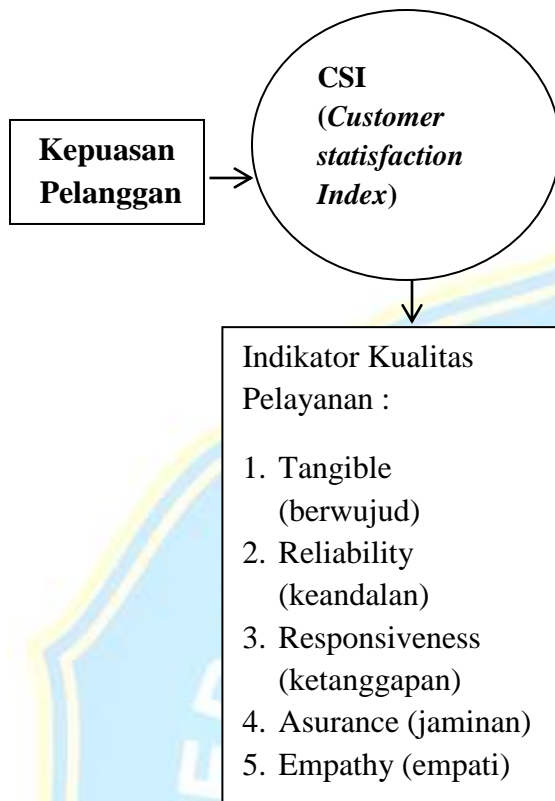 Kepuasan
Pelanggan
CSI
(Customer
statisfaction
Index)
Indikator Kualitas
Pelayanan :
1. Tangible
(berwujud)
2. Reliability
(keandalan)
3. Responsiveness
(ketanggapan)
4. Asurance (jaminan)
5. Empathy (empati)